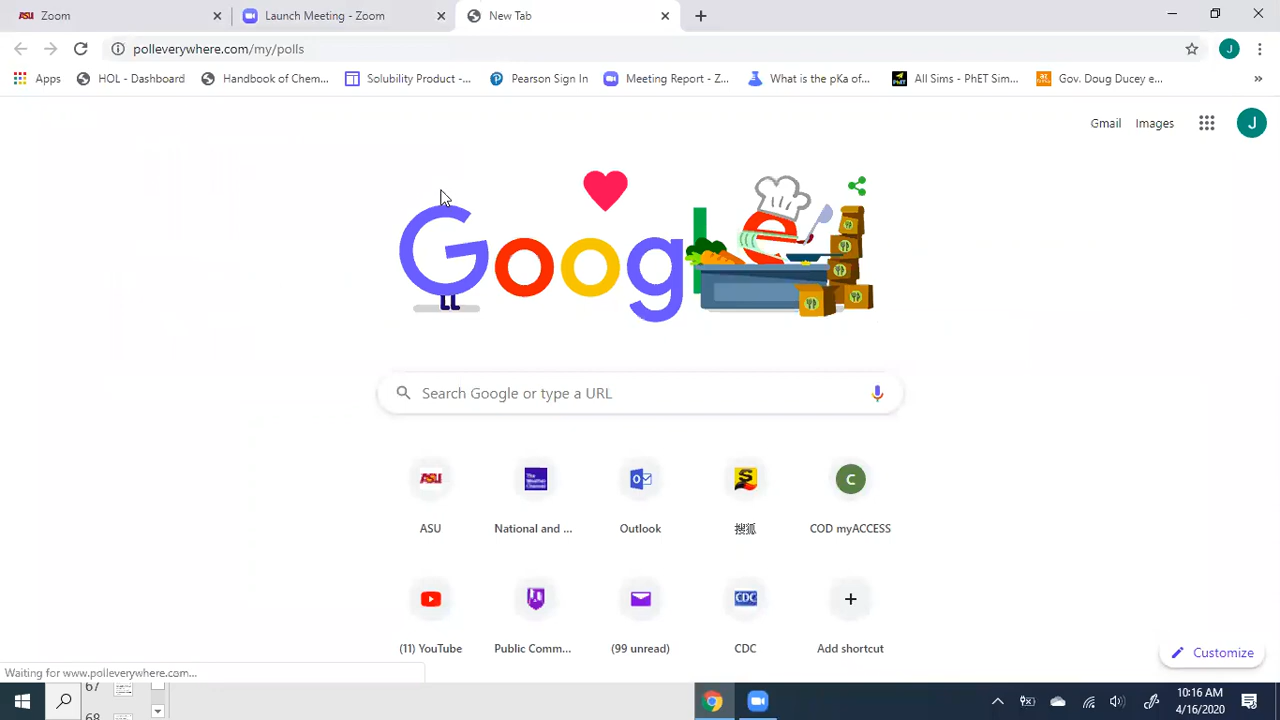 Zoom
Launch Meeting - Zoom
New Tab
polleverywhere.com/my/polls
J
Apps
HOL - Dashboard
Handbook of Chem...
Solubility Product -...
Pearson Sign In
Meeting Report - Z...
What is the pKa of...
All Sims - PhET Sim...
Gov. Doug Ducey e...
»
Gmail
Images
J
Google
Search Google or type a URL
ASU
National and ...
Outlook
搜狐
COD myACCESS
(11) YouTube
Public Comm...
(99 unread)
CDC
Add shortcut
Customize
Waiting for www.polleverywhere.com...
67
68
10:16 AM
4/16/2020